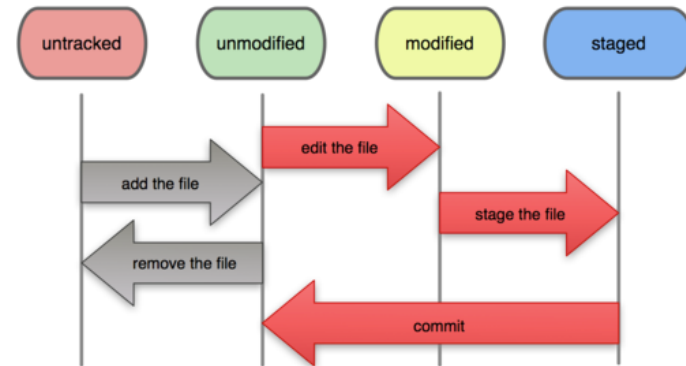 untracked
unmodified
modified
staged
edit the file
add the file
stage the file
remove the file
commit